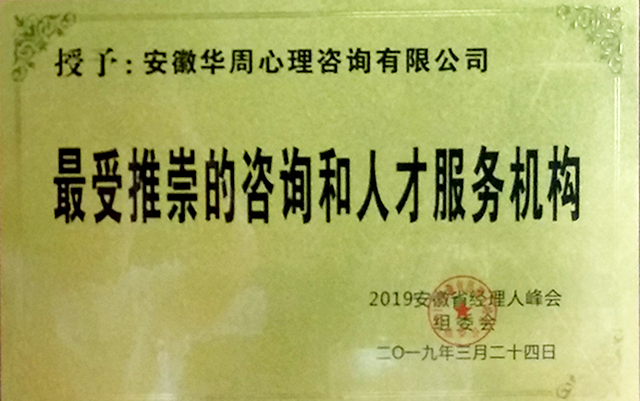 授予：安徽华周心理咨询有限公司
最受推崇的咨询和人才服务机构
2019安徽省经理人峰会
组委会
二〇一九年三月二十四日